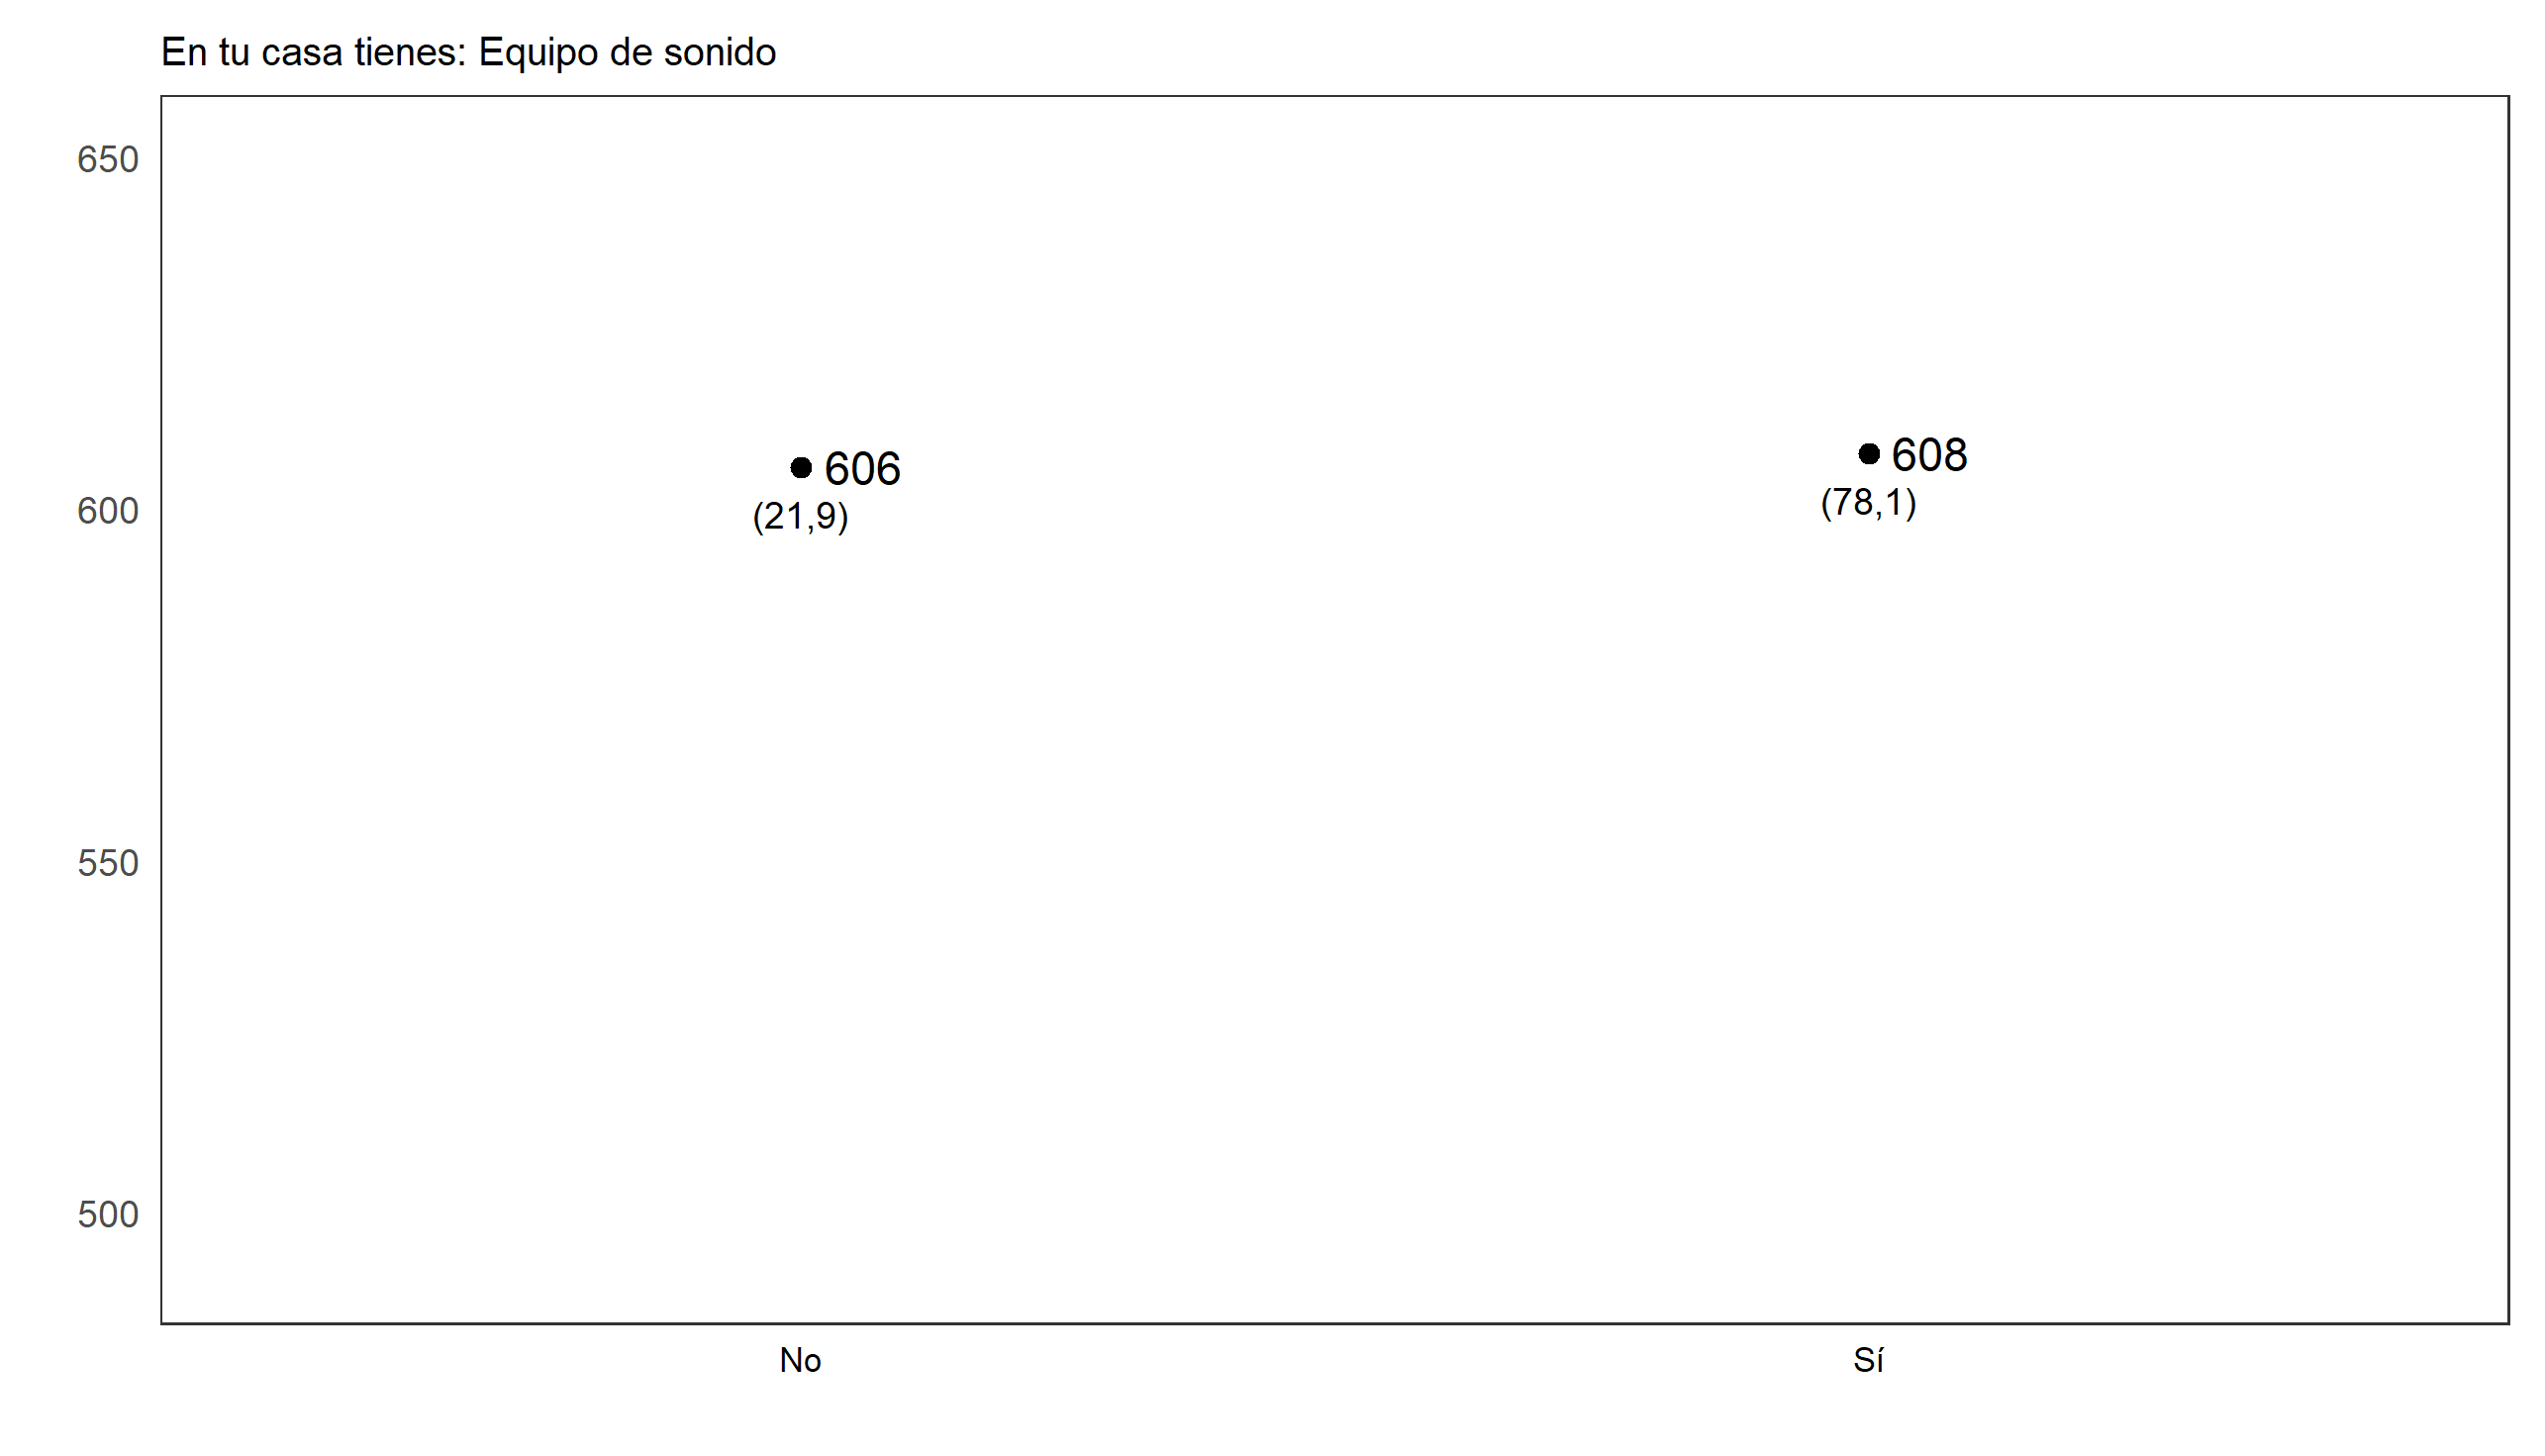 En tu casa tienes: Equipo de sonido
650
600
550
500
606
(21,9)
608
(78,1)
No
Sí